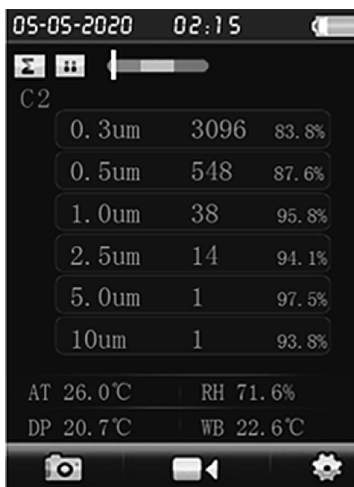 05-05-2020 02:15
Σ
C2
0.3um 3096 83.8%
0.5um 548 87.6%
1.0um 38 95.8%
2.5um 14 94.1%
5.0um 1 97.5%
10um 1 93.8%
AT 26.0℃ RH 71.6%
DP 20.7℃ WB 22.6℃